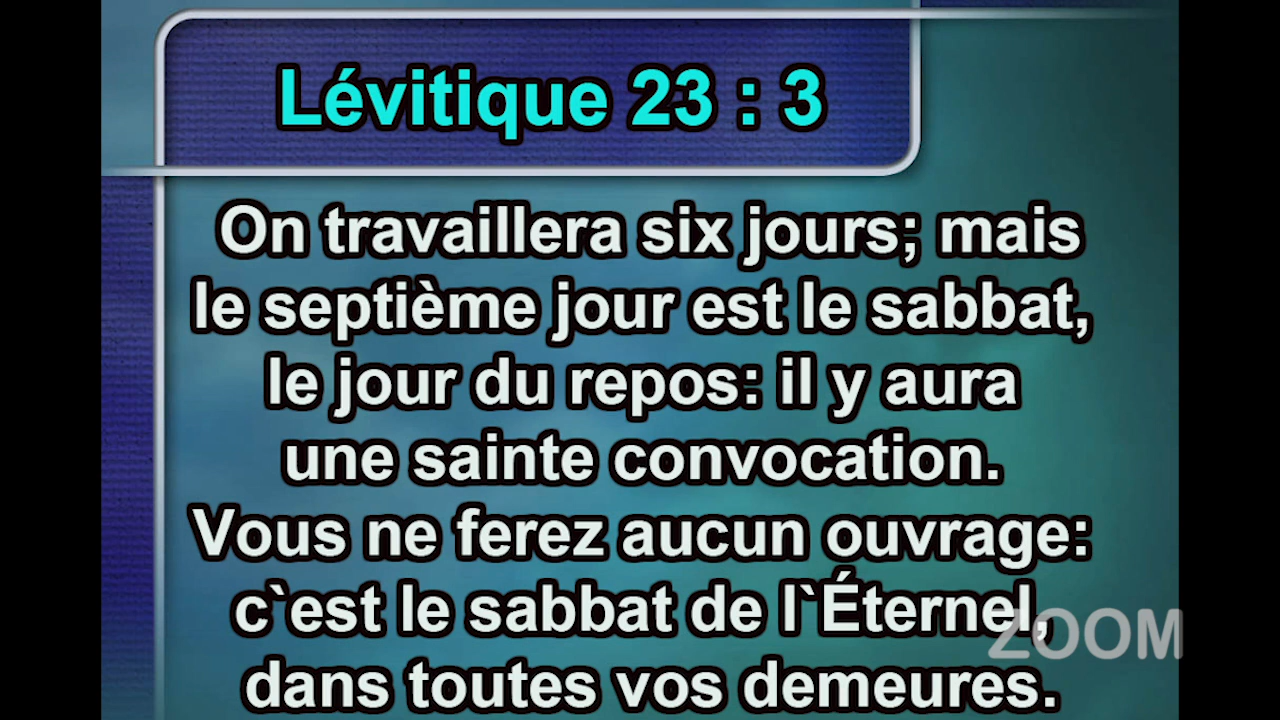 Lévitique 23 : 3
On travaillera six jours; mais
le septième jour est le sabbat,
le jour du repos: il y aura
une sainte convocation.
Vous ne ferez aucun ouvrage:
c`est le sabbat de l`Éternel,
ZOOM
dans toutes vos demeures.